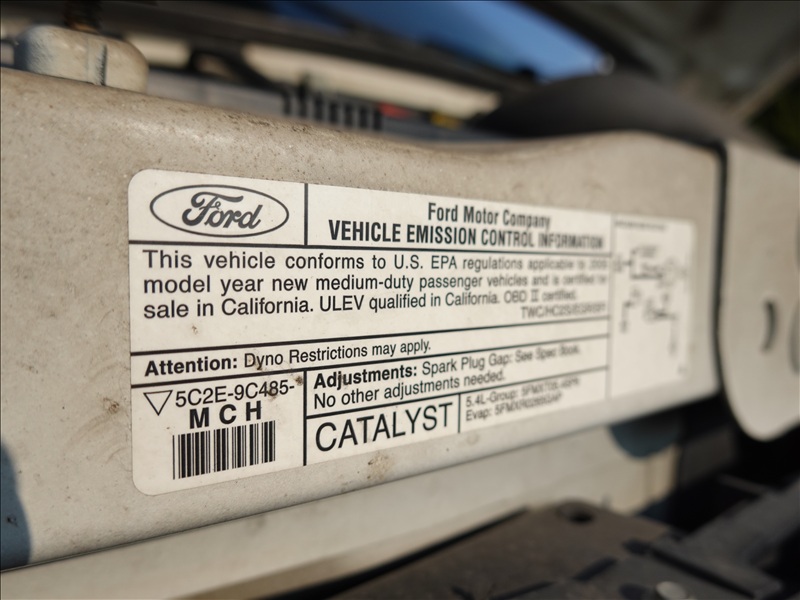 Ford
Ford Motor Company
VEHICLE EMISSION CONTROL INFORMATION
This vehicle conforms to U.S. EPA regulations applicable to 2005
model year new medium-duty passenger vehicles and is certified for
sale in California. ULEV qualified in California. OBD II certified.
Attention: Dyno Restrictions may apply.
Adjustments: Spark Plug Gap: See Spec Book.
No other adjustments needed.
5C2E-9C485-
MCH
CATALYST
5.4L-Group:
Evap: